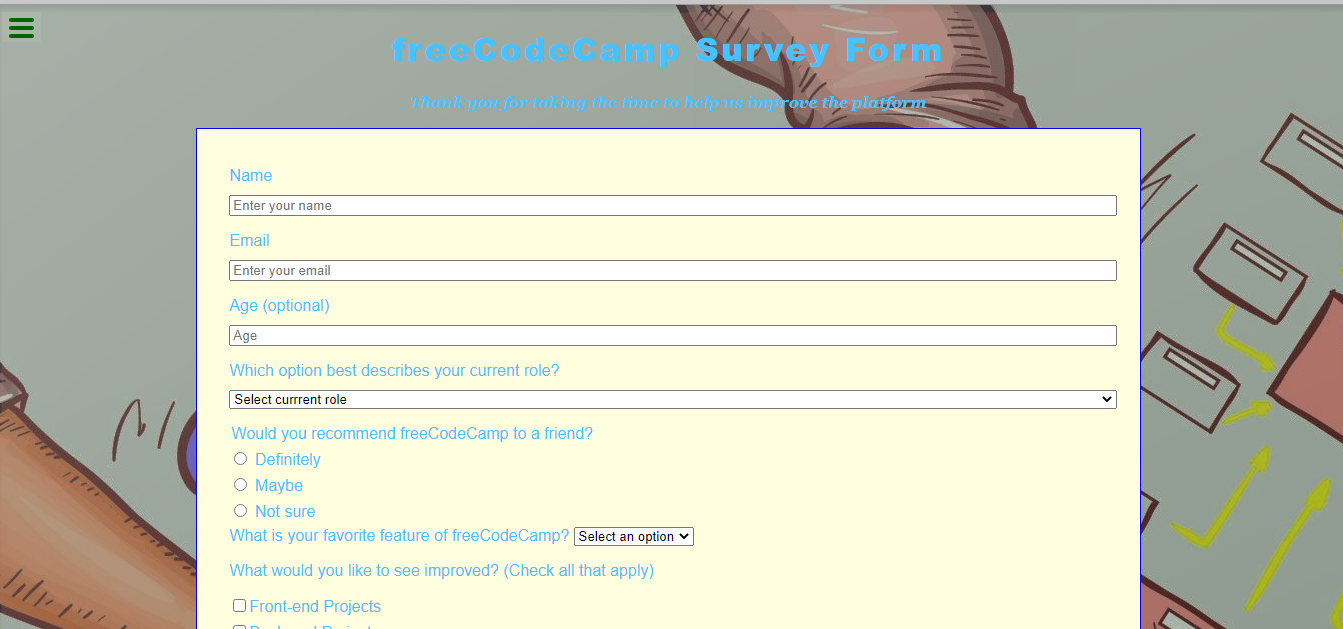 freeCodeCamp Survey Form
Thank you for taking the time to help us improve the platform
Name
Enter your name
Email
Enter your email
Age (optional)
Age
Which option best describes your current role?
Select currrent role
Would you recommend freeCodeCamp to a friend?
Definitely
Maybe
Not sure
What is your favorite feature of freeCodeCamp? Select an option
What would you like to see improved? (Check all that apply)
Front-end Projects